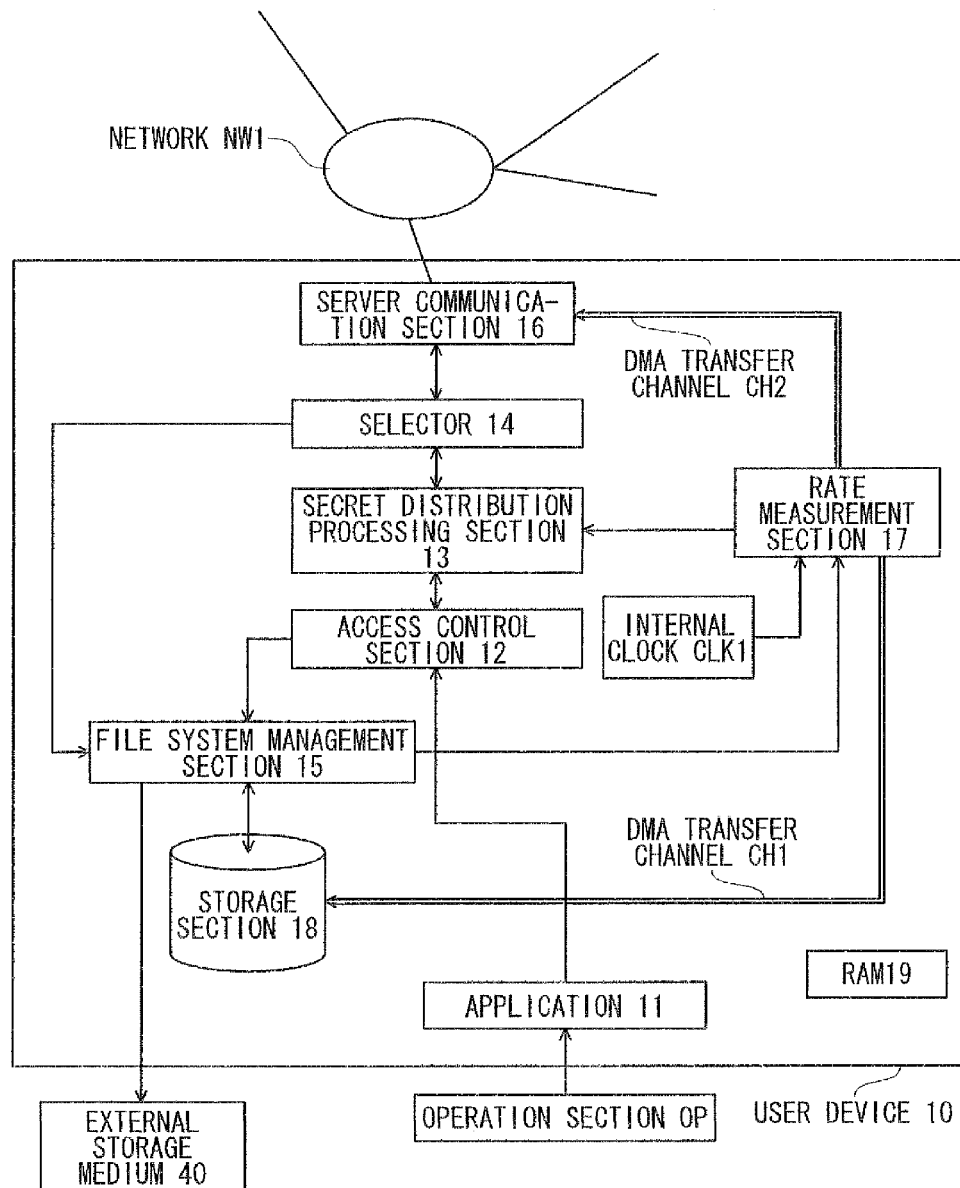 NETWORK NW1
SERVER COMMUNICA-
TION SECTION 16
DMA TRANSFER
CHANNEL CH2
SELECTOR 14
SECRET DISTRIBUTION
PROCESSING SECTION
13
RATE
MEASUREMENT
SECTION 17
ACCESS CONTROL
SECTION 12
INTERNAL
CLOCK CLK1
FILE SYSTEM MANAGEMENT
SECTION 15
DMA TRANSFER
CHANNEL CH1
STORAGE
SECTION 18
RAM19
APPLICATION 11
OPERATION SECTION OP
USER DEVICE 10
EXTERNAL
STORAGE
MEDIUM 40